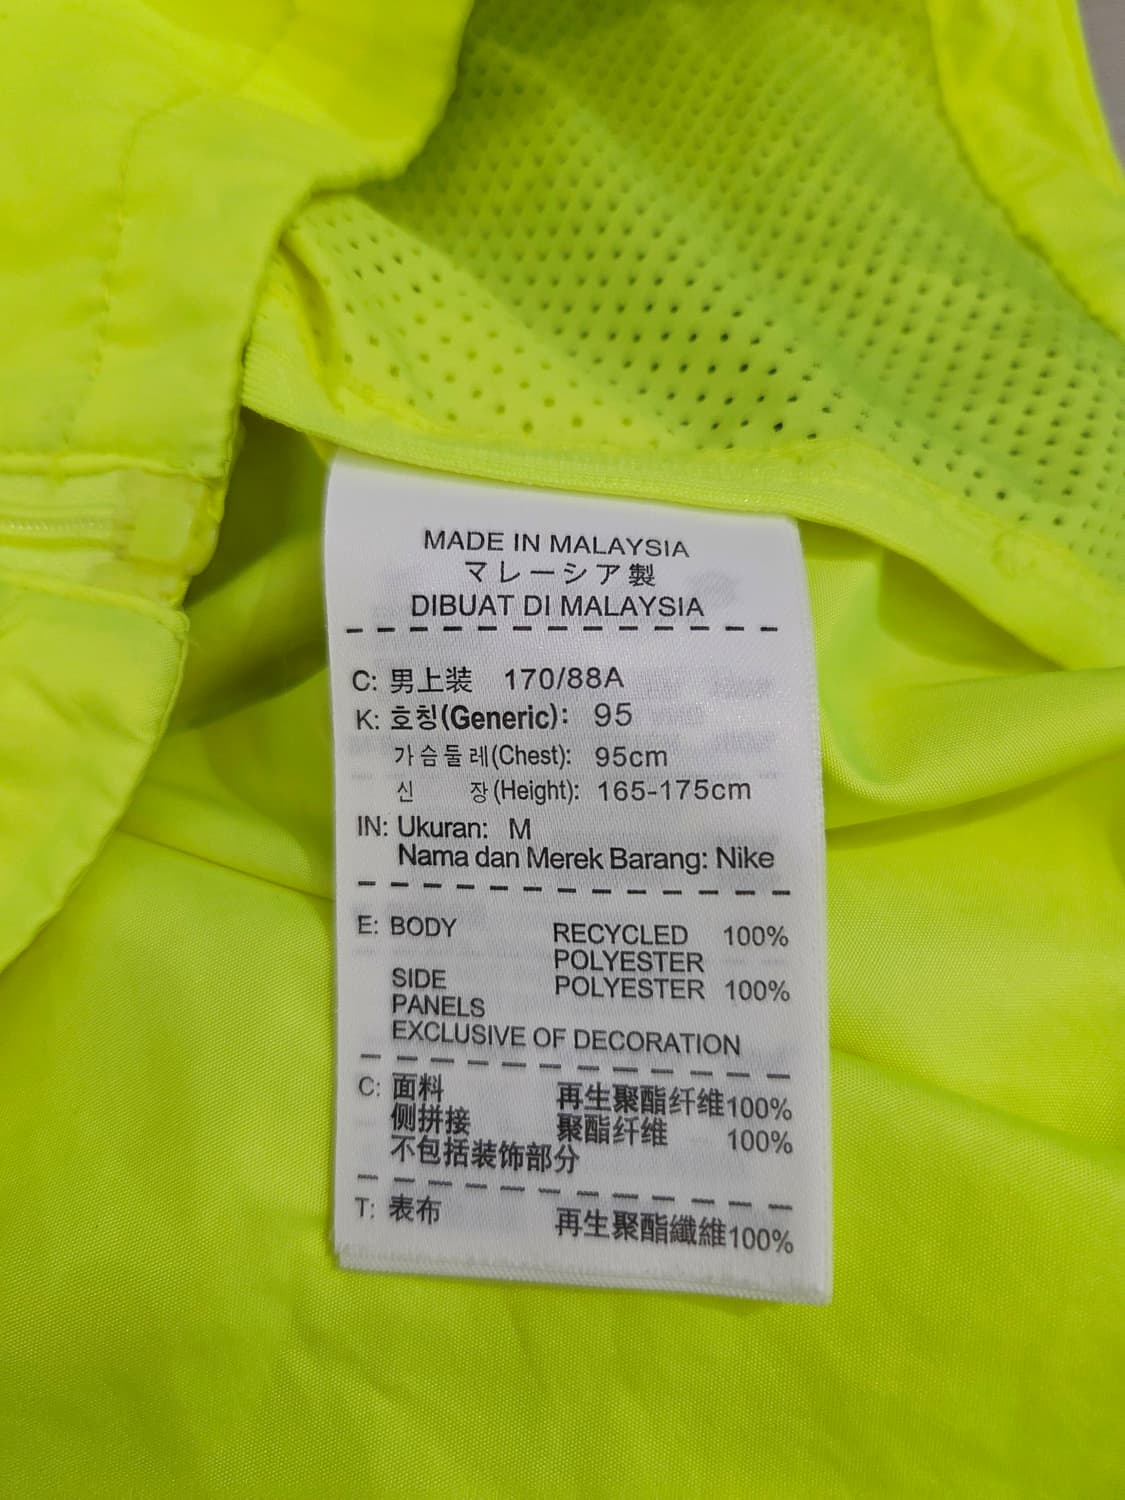 MADE IN MALAYSIA
マレーシア製
DIBUAT DI MALAYSIA
C: 男上装 170/88A
K: 호칭(Generic): 95
가슴둘레(Chest): 95cm
신 장(Height): 165-175cm
IN: Ukuran: M
Nama dan Merek Barang: Nike
E: BODY RECYCLED 100%
POLYESTER
SIDE POLYESTER 100%
PANELS
EXCLUSIVE OF DECORATION
C: 面料 再生聚酯纤维100%
侧拼接 聚酯纤维 100%
不包括装饰部分
T: 表布 再生聚酯纖維100%